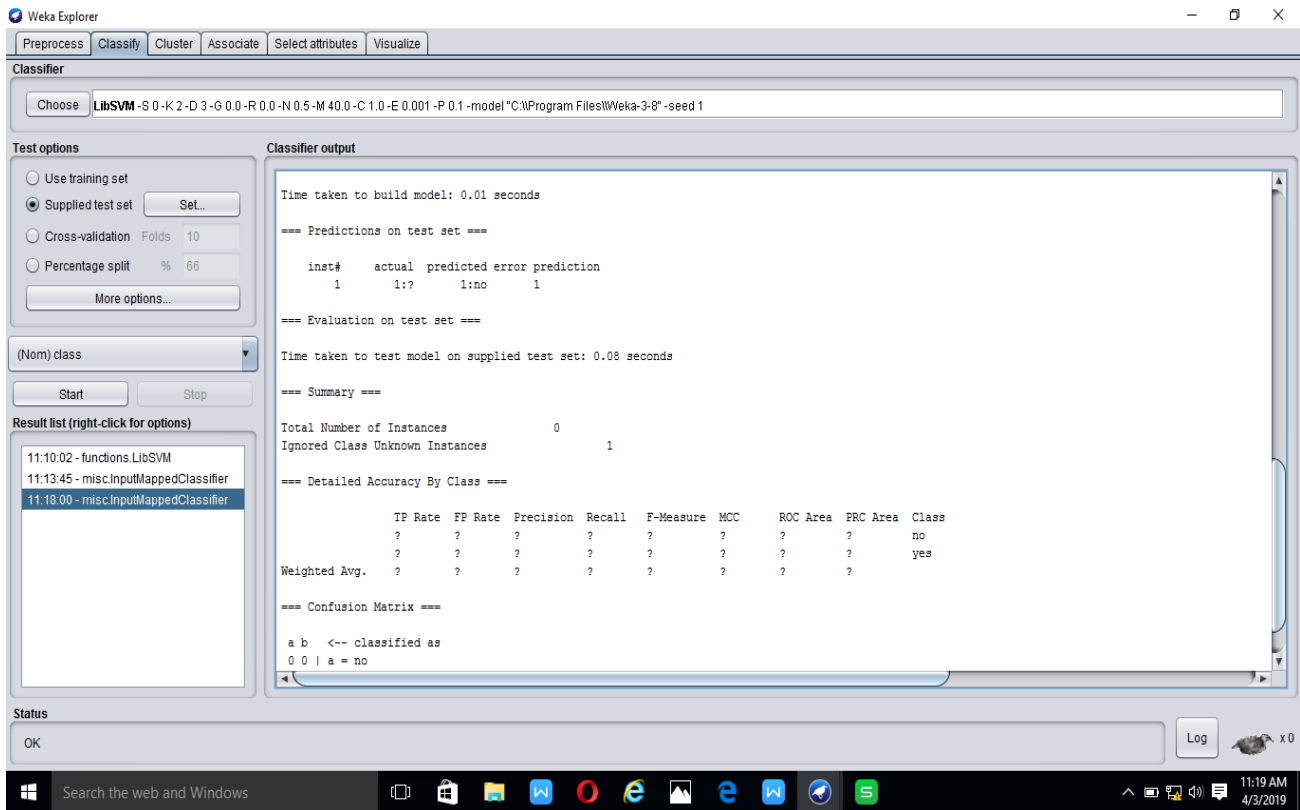 Weka Explorer
Preprocess Classify Cluster Associate Select attributes Visualize
Classifier
Choose LibSVM -S 0 -K 2 -D 3 -G 0.0 -R 0.0 -N 0.5 -M 40.0 -C 1.0 -E 0.001 -P 0.1 -model "C:\\Program Files\\Weka-3-8" -seed 1
Test options
Use training set
Supplied test set Set...
Cross-validation Folds 10
Percentage split % 66
More options...
(Nom) class
Start Stop
Result list (right-click for options)
11:10:02 - functions.LibSVM
11:13:45 - misc.InputMappedClassifier
11:18:00 - misc.InputMappedClassifier
Classifier output
Time taken to build model: 0.01 seconds
=== Predictions on test set ===
inst# actual predicted error prediction
1 1:? 1:no 1
=== Evaluation on test set ===
Time taken to test model on supplied test set: 0.08 seconds
=== Summary ===
Total Number of Instances 0
Ignored Class Unknown Instances 1
=== Detailed Accuracy By Class ===
TP Rate FP Rate Precision Recall F-Measure MCC ROC Area PRC Area Class
? ? ? ? ? ? ? ? no
? ? ? ? ? ? ? ? yes
Weighted Avg. ? ? ? ? ? ? ? ?
=== Confusion Matrix ===
a b <-- classified as
0 0 | a = no
Status
OK
Log
x 0
Search the web and Windows
11:19 AM
4/3/2019